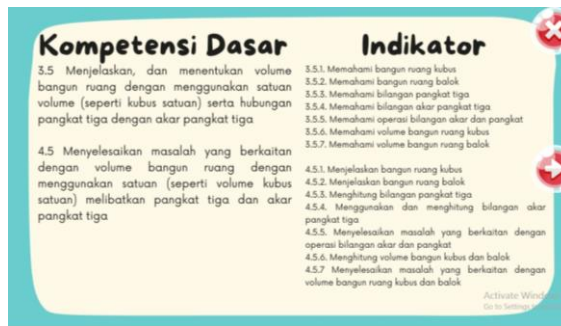 Kompetensi Dasar
3.5 Menjelaskan, dan menentukan volume
bangun ruang dengan menggunakan satuan
volume (seperti kubus satuan) serta hubungan
pangkat tiga dengan akar pangkat tiga
4.5 Menyelesaikan masalah yang berkaitan
dengan volume bangun ruang dengan
menggunakan satuan (seperti volume kubus
satuan) melibatkan pangkat tiga dan akar
pangkat tiga
Indikator
3.5.1. Memahami bangun ruang kubus
3.5.2. Memahami bangun ruang balok
3.5.3. Memahami bilangan pangkat tiga
3.5.4. Memahami bilangan akar pangkat tiga
3.5.5. Memahami operasi bilangan akar dan pangkat
3.5.6. Memahami volume bangun ruang kubus
3.5.7. Memahami volume bangun ruang balok
4.5.1. Menjelaskan bangun ruang kubus
4.5.2. Menjelaskan bangun ruang balok
4.5.3. Menghitung bilangan pangkat tiga
4.5.4. Menggunakan dan menghitung bilangan akar
pangkat tiga
4.5.5. Menyelesaikan masalah yang berkaitan dengan
operasi bilangan akar dan pangkat
4.5.6. Menghitung volume bangun kubus dan balok
4.5.7 Menyelesaikan masalah yang berkaitan dengan
volume bangun ruang kubus dan balok
Activate Wind
Go to Settings